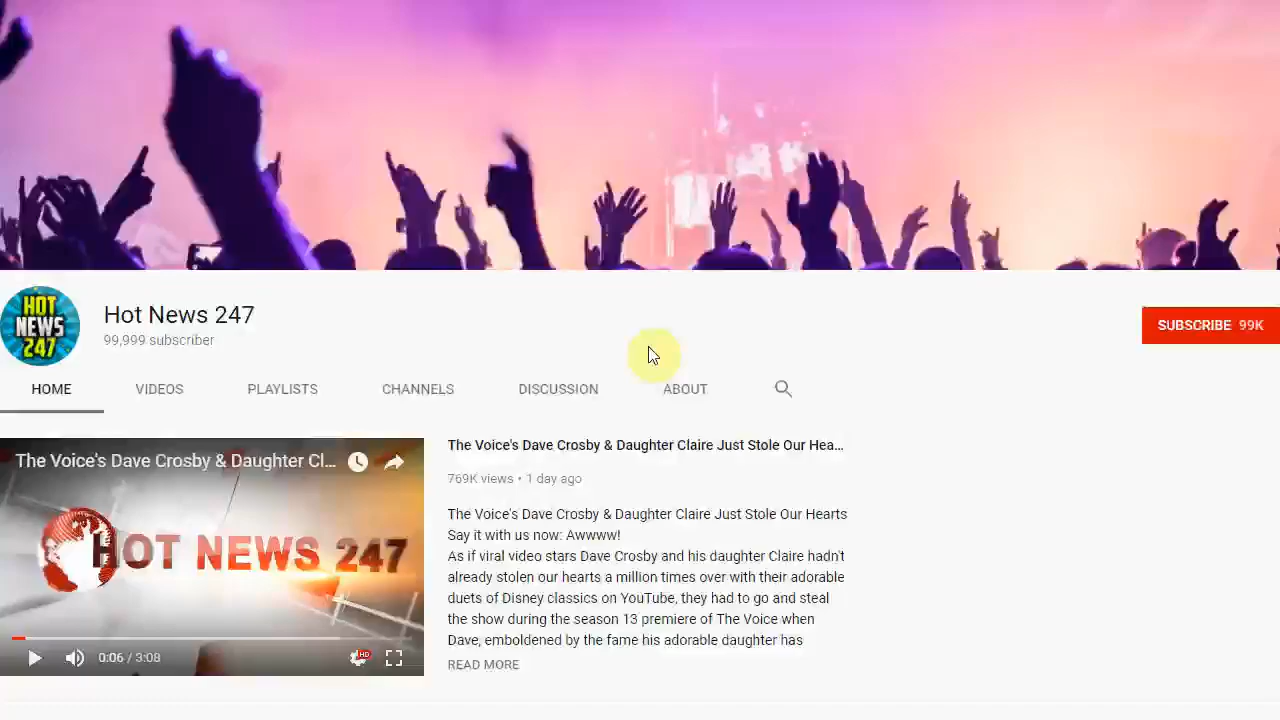 HOT
NEWS
247
Hot News 247
99,999 subscriber
SUBSCRIBE 99K
HOME VIDEOS PLAYLISTS CHANNELS DISCUSSION ABOUT
The Voice's Dave Crosby & Daughter Cl...
HOT NEWS 247
0:06 / 3:08
HD
The Voice's Dave Crosby & Daughter Claire Just Stole Our Hea...
769K views • 1 day ago
The Voice's Dave Crosby & Daughter Claire Just Stole Our Hearts
Say it with us now: Awwww!
As if viral video stars Dave Crosby and his daughter Claire hadn't
already stolen our hearts a million times over with their adorable
duets of Disney classics on YouTube, they had to go and steal
the show during the season 13 premiere of The Voice when
Dave, emboldened by the fame his adorable daughter has
READ MORE